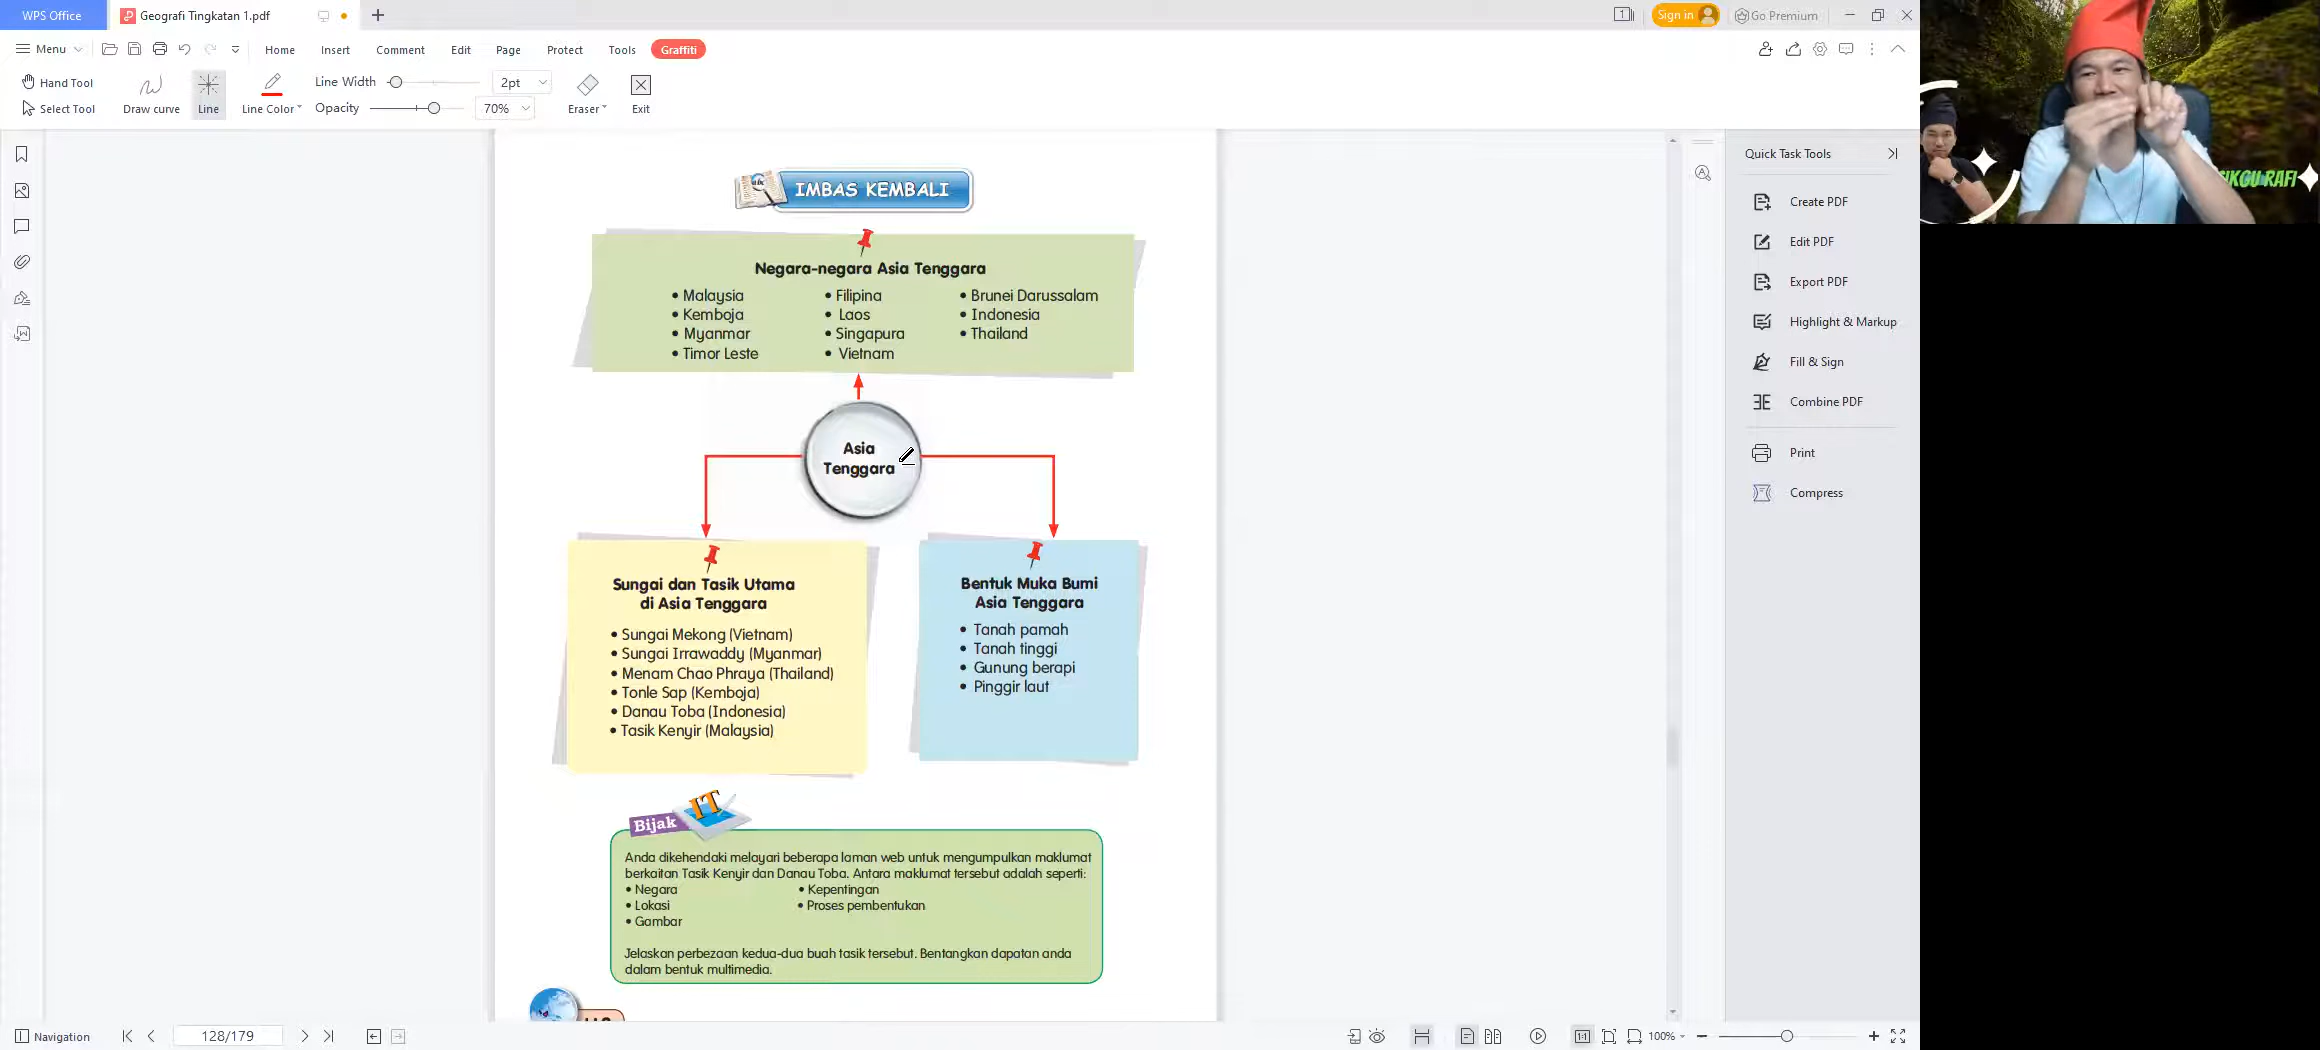 WPS Office
Geografi Tingkatan 1.pdf
1
Sign in
Go Premium
Menu
Home
Insert
Comment
Edit
Page
Protect
Tools
Graffiti
Hand Tool
Select Tool
Draw curve
Line
Line Color
Line Width
2pt
Opacity
70%
Eraser
Exit
IMBAS KEMBALI
Negara-negara Asia Tenggara
• Malaysia • Filipina • Brunei Darussalam
• Kemboja • Laos • Indonesia
• Myanmar • Singapura • Thailand
• Timor Leste • Vietnam
Asia
Tenggara
Sungai dan Tasik Utama
di Asia Tenggara
• Sungai Mekong (Vietnam)
• Sungai Irrawaddy (Myanmar)
• Menam Chao Phraya (Thailand)
• Tonle Sap (Kemboja)
• Danau Toba (Indonesia)
• Tasik Kenyir (Malaysia)
Bentuk Muka Bumi
Asia Tenggara
• Tanah pamah
• Tanah tinggi
• Gunung berapi
• Pinggir laut
Bijak IT
Anda dikehendaki melayari beberapa laman web untuk mengumpulkan maklumat
berkaitan Tasik Kenyir dan Danau Toba. Antara maklumat tersebut adalah seperti:
• Negara • Kepentingan
• Lokasi • Proses pembentukan
• Gambar
Jelaskan perbezaan kedua-dua buah tasik tersebut. Bentangkan dapatan anda
dalam bentuk multimedia.
Quick Task Tools
Create PDF
Edit PDF
Export PDF
Highlight & Markup
Fill & Sign
Combine PDF
Print
Compress
RAFI
Navigation
128/179
1:1
100%